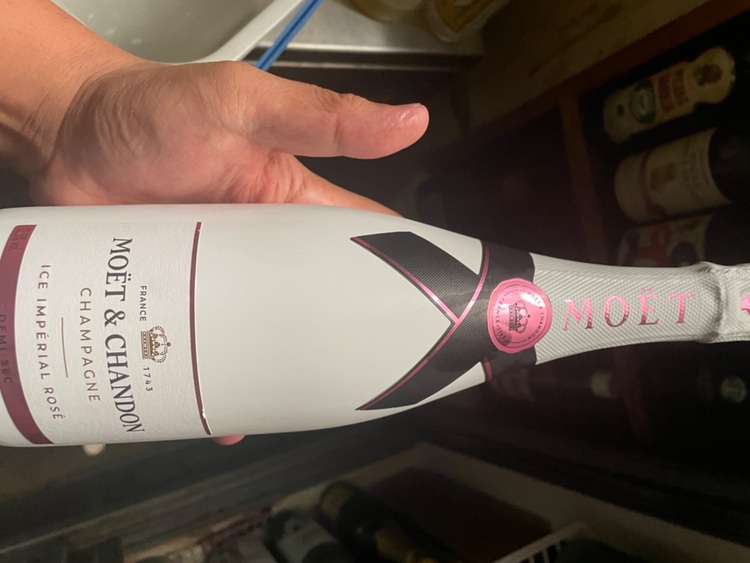 MOËT
FRANCE 1743
MOËT & CHANDON
CHAMPAGNE
ICE IMPÉRIAL ROSÉ
DEMI-SEC